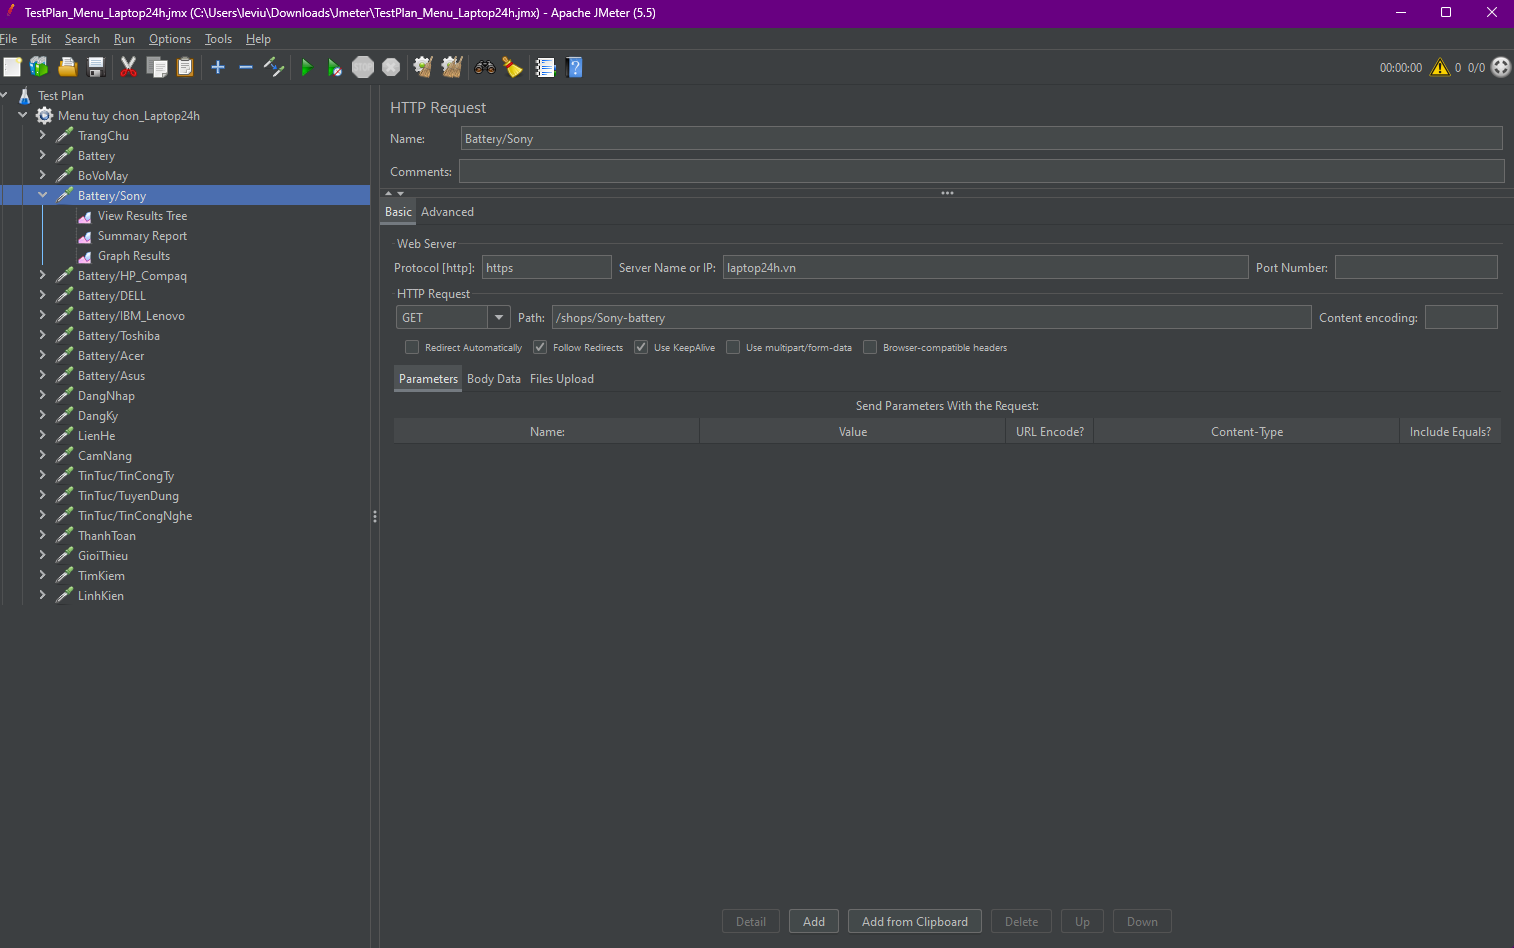 TestPlan_Menu_Laptop24h.jmx (C:\Users\leviu\Downloads\Jmeter\TestPlan_Menu_Laptop24h.jmx) - Apache JMeter (5.5)
File Edit Search Run Options Tools Help
00:00:00 0 0/0
Test Plan
Menu tuy chon_Laptop24h
TrangChu
Battery
BoVoMay
Battery/Sony
View Results Tree
Summary Report
Graph Results
Battery/HP_Compaq
Battery/DELL
Battery/IBM_Lenovo
Battery/Toshiba
Battery/Acer
Battery/Asus
DangNhap
DangKy
LienHe
CamNang
TinTuc/TinCongTy
TinTuc/TuyenDung
TinTuc/TinCongNghe
ThanhToan
GioiThieu
TimKiem
LinhKien
HTTP Request
Name: Battery/Sony
Comments:
Basic Advanced
Web Server
Protocol [http]: https Server Name or IP: laptop24h.vn Port Number:
HTTP Request
GET Path: /shops/Sony-battery Content encoding:
Redirect Automatically Follow Redirects Use KeepAlive Use multipart/form-data Browser-compatible headers
Parameters Body Data Files Upload
Send Parameters With the Request:
Name: Value URL Encode? Content-Type Include Equals?
Detail Add Add from Clipboard Delete Up Down